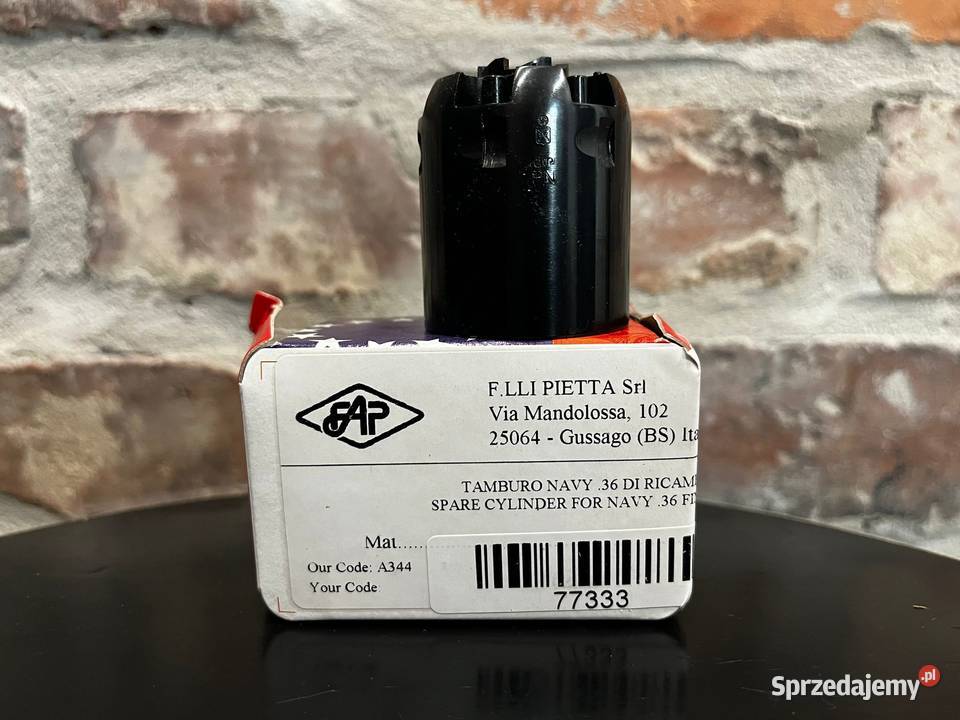 FAP
F.LLI PIETTA Srl
Via Mandolossa, 102
25064 - Gussago (BS) Ita
TAMBURO NAVY .36 DI RICAM
SPARE CYLINDER FOR NAVY .36 FI
Mat......
Our Code: A344
Your Code:
77333
Sprzedajemy.pl